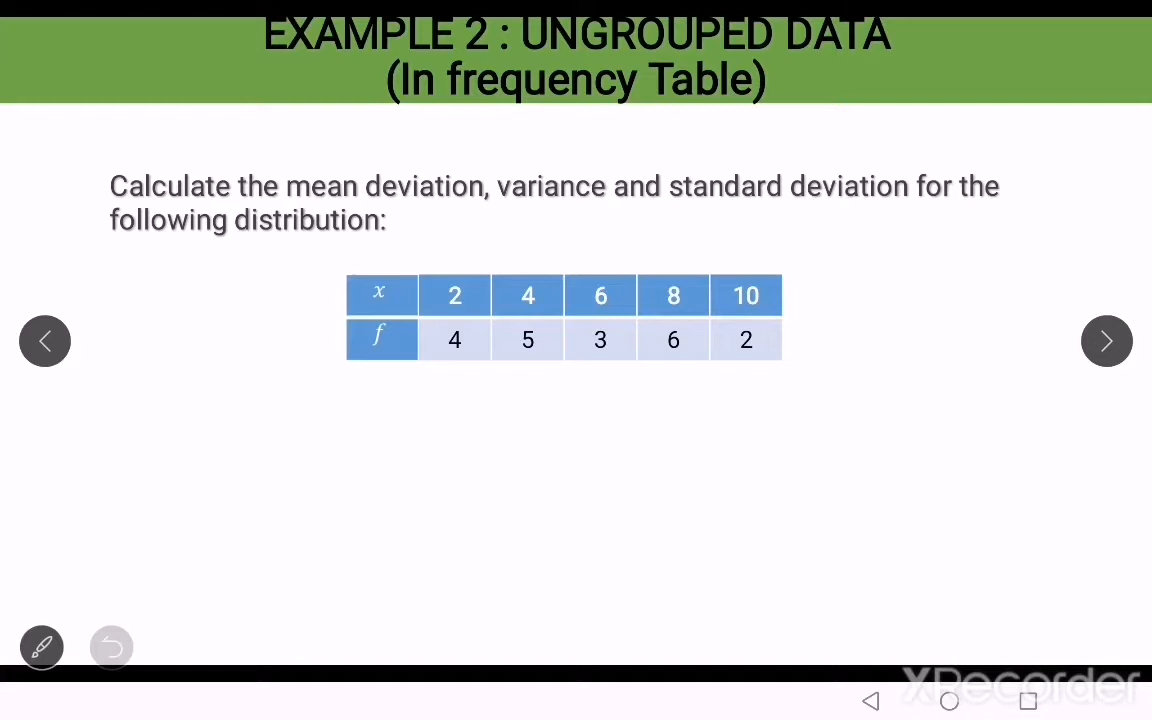 EXAMPLE 2 : UNGROUPED DATA
(In frequency Table)
Calculate the mean deviation, variance and standard deviation for the
following distribution:
x 2 4 6 8 10
f 4 5 3 6 2
XRecorder